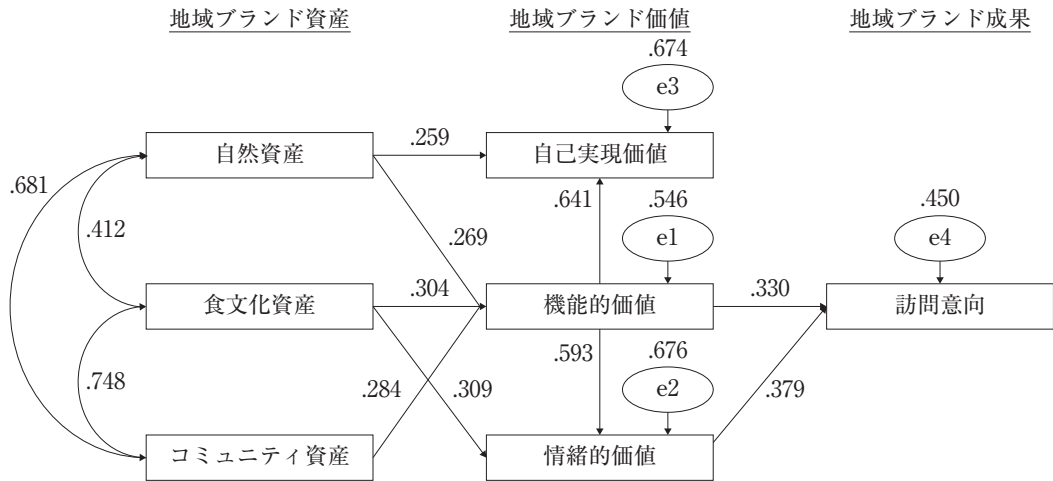 地域ブランド資産 地域ブランド価値 地域ブランド成果
.674
e3
自然資産 .259 自己実現価値
.681 .641 .546 .450
.412 e1 e4
.269
食文化資産 .304 機能的価値 .330 訪問意向
.593 .676
.748 .284 .309 e2 .379
コミュニティ資産 情緒的価値